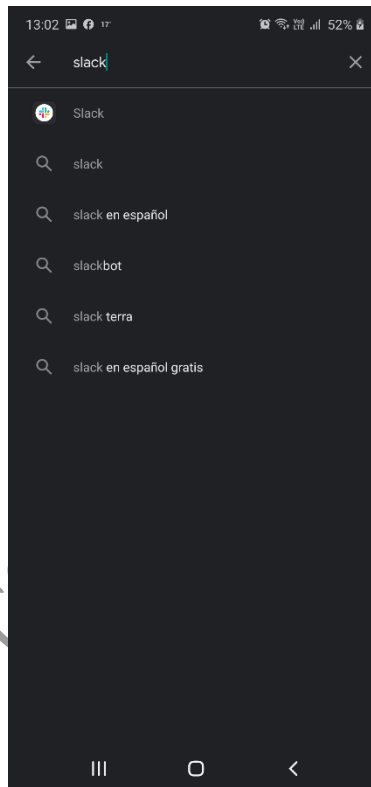 13:02 17° 52%
slack
Slack
slack
slack en español
slackbot
slack terra
slack en español gratis